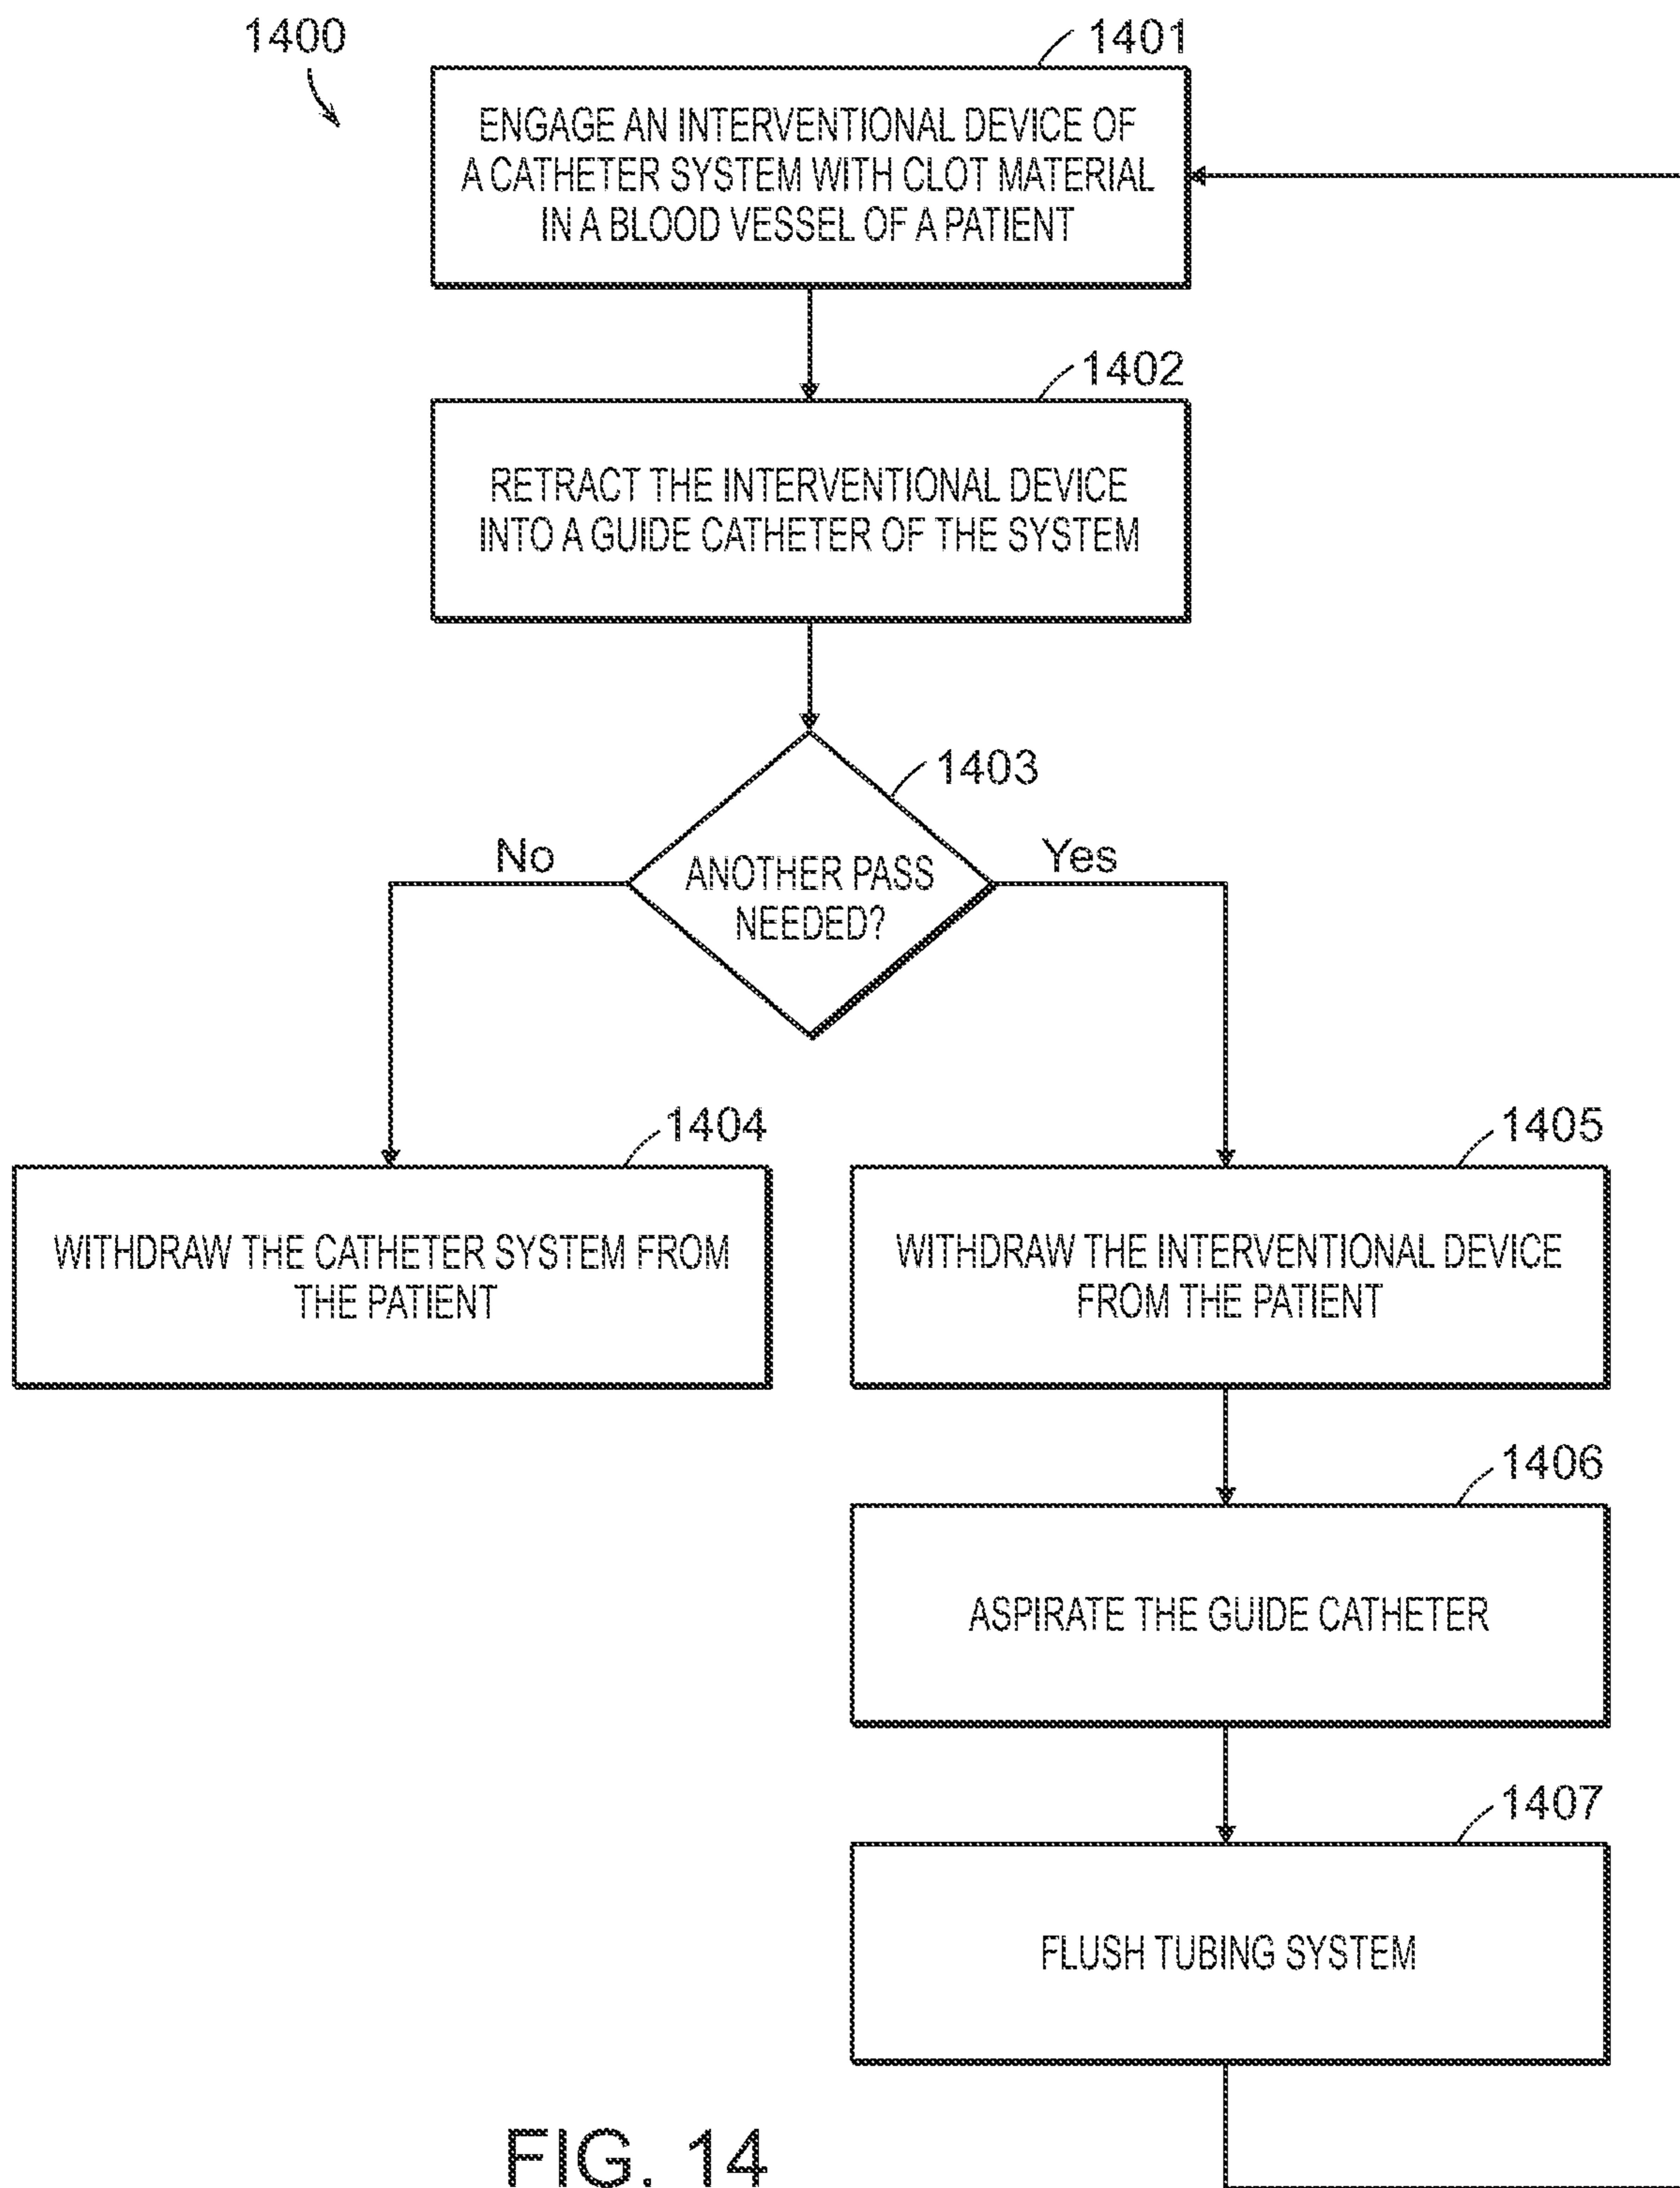 1400
1401
ENGAGE AN INTERVENTIONAL DEVICE OF
A CATHETER SYSTEM WITH CLOT MATERIAL
IN A BLOOD VESSEL OF A PATIENT
1402
RETRACT THE INTERVENTIONAL DEVICE
INTO A GUIDE CATHETER OF THE SYSTEM
1403
No
Yes
ANOTHER PASS
NEEDED?
1404
WITHDRAW THE CATHETER SYSTEM FROM
THE PATIENT
1405
WITHDRAW THE INTERVENTIONAL DEVICE
FROM THE PATIENT
1406
ASPIRATE THE GUIDE CATHETER
1407
FLUSH TUBING SYSTEM
FIG. 14